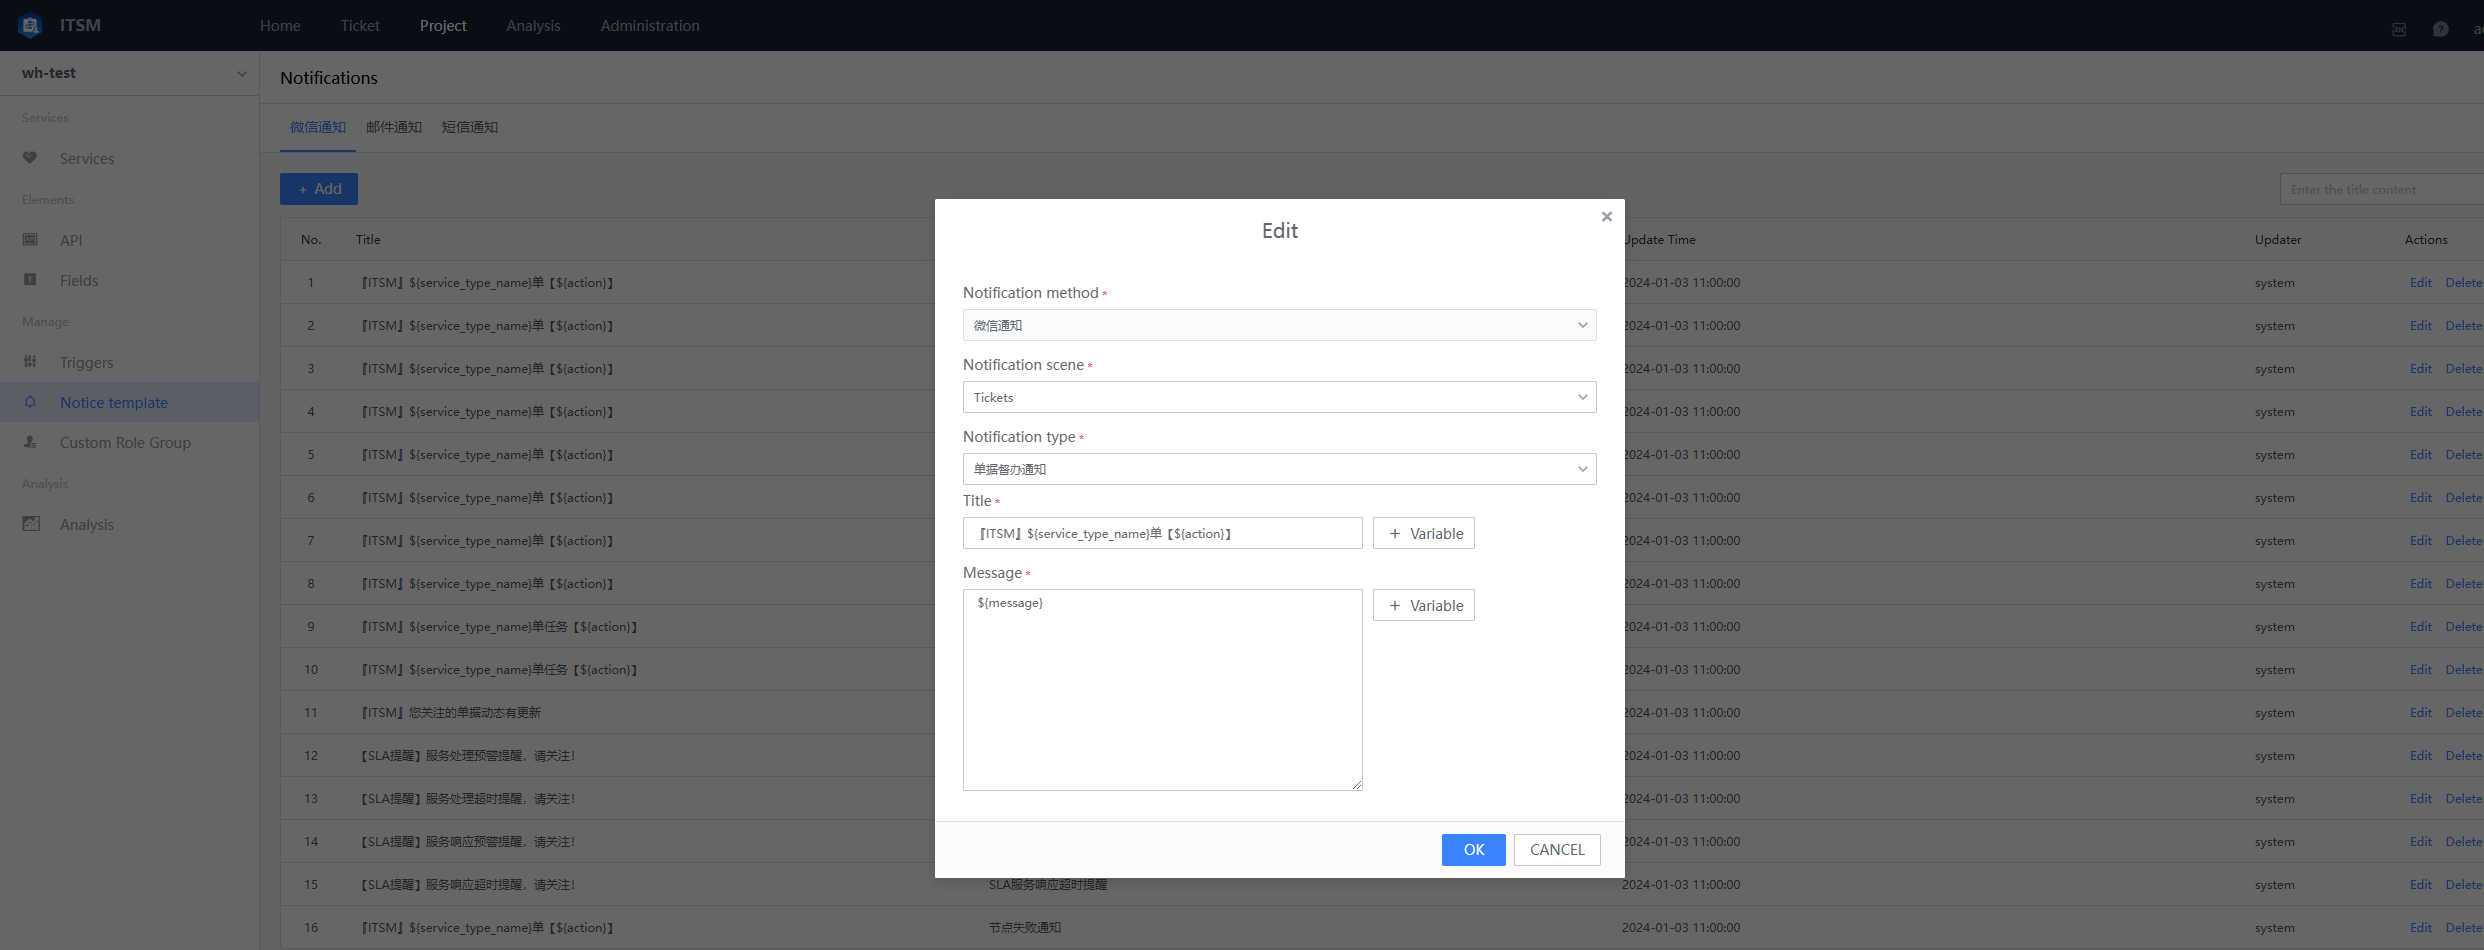 ITSM Home Ticket Project Analysis Administration
wh-test
Notifications
Services
微信通知 邮件通知 短信通知
Services
Elements
+ Add
Enter the title content
API
Fields
Manage
Triggers
Notice template
Custom Role Group
Analysis
Analysis
No. Title Update Time Updater Actions
1 『ITSM』${service_type_name}单【${action}】 2024-01-03 11:00:00 system Edit Delete
2 『ITSM』${service_type_name}单【${action}】 2024-01-03 11:00:00 system Edit Delete
3 『ITSM』${service_type_name}单【${action}】 2024-01-03 11:00:00 system Edit Delete
4 『ITSM』${service_type_name}单【${action}】 2024-01-03 11:00:00 system Edit Delete
5 『ITSM』${service_type_name}单【${action}】 2024-01-03 11:00:00 system Edit Delete
6 『ITSM』${service_type_name}单【${action}】 2024-01-03 11:00:00 system Edit Delete
7 『ITSM』${service_type_name}单【${action}】 2024-01-03 11:00:00 system Edit Delete
8 『ITSM』${service_type_name}单【${action}】 2024-01-03 11:00:00 system Edit Delete
9 『ITSM』${service_type_name}单任务【${action}】 2024-01-03 11:00:00 system Edit Delete
10 『ITSM』${service_type_name}单任务【${action}】 2024-01-03 11:00:00 system Edit Delete
11 『ITSM』您关注的单据动态有更新 2024-01-03 11:00:00 system Edit Delete
12 【SLA提醒】服务处理预警提醒，请关注！ 2024-01-03 11:00:00 system Edit Delete
13 【SLA提醒】服务处理超时提醒，请关注！ 2024-01-03 11:00:00 system Edit Delete
14 【SLA提醒】服务响应预警提醒，请关注！ 2024-01-03 11:00:00 system Edit Delete
15 【SLA提醒】服务响应超时提醒，请关注！ SLA服务响应超时提醒 2024-01-03 11:00:00 system Edit Delete
16 『ITSM』${service_type_name}单【${action}】 节点失败通知 2024-01-03 11:00:00 system Edit Delete
Edit
Notification method *
微信通知
Notification scene *
Tickets
Notification type *
单据督办通知
Title *
『ITSM』${service_type_name}单【${action}】 + Variable
Message *
${message} + Variable
OK CANCEL